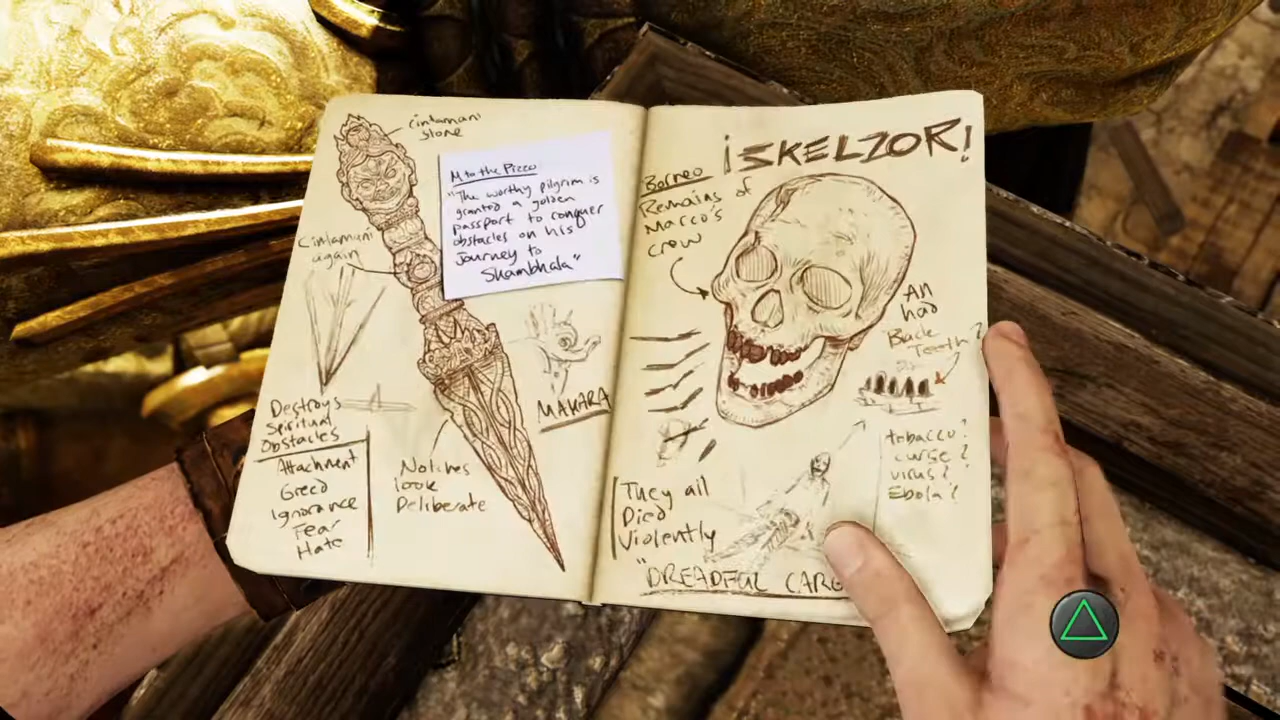 Cintamani
stone
M to the Pizzo
"The worthy pilgrim is
granted a golden
passport to conquer
obstacles on his
Journey to
Shambhala"
Cintamani
again
MAKARA
Destroys
Spiritual
Obstacles
Attachment
Greed
Ignorance
Fear
Hate
Notches
look
Deliberate
¡SKELZOR!
Borneo
Remains of
Marco's
crew
All
had
Black
Teeth?
tobacco?
curse?
virus?
Ebola?
They all
Died
Violently
"DREADFUL CARG